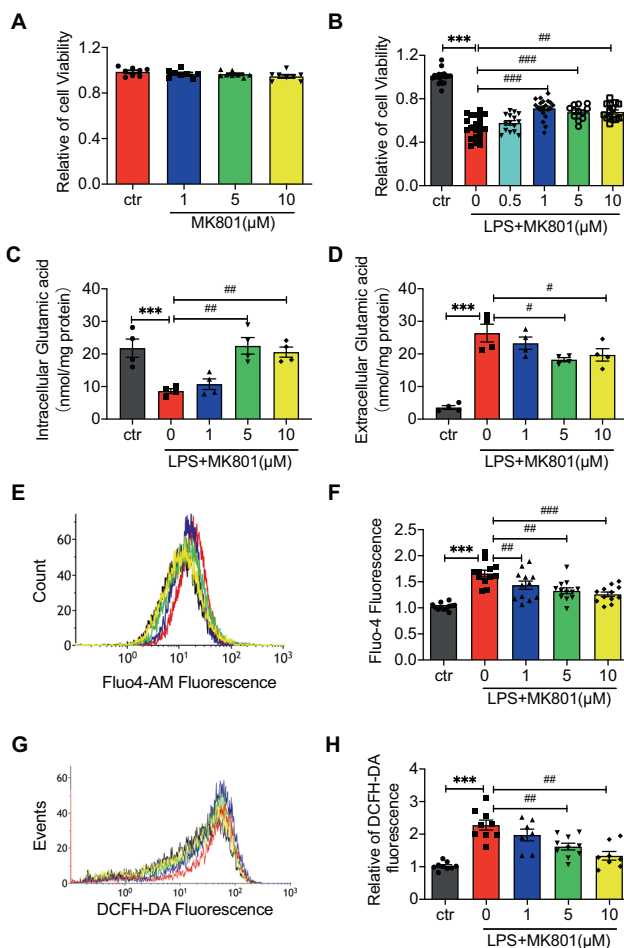 A
Relative of cell Viability
1.5
1.2
0.9
0.6
0.3
0.0
ctr
1
5
10
MK801(μM)
B
Relative of cell Viability
1.2
0.8
0.4
0.0
***
##
###
###
ctr
0
0.5
1
5
10
LPS+MK801(μM)
C
Intracellular Glutamic acid
(nmol/mg protein)
40
30
20
10
0
***
##
##
ctr
0
1
5
10
LPS+MK801(μM)
D
Extracellular Glutamic acid
(nmol/mg protein)
40
30
20
10
0
***
#
#
ctr
0
1
5
10
LPS+MK801(μM)
E
Count
60
40
20
0
10⁰
10¹
10²
10³
Fluo4-AM Fluorescence
F
Fluo-4 Fluorescence
2.5
2.0
1.5
1.0
0.5
0.0
***
##
##
###
ctr
0
1
5
10
LPS+MK801(μM)
G
Events
60
40
20
0
10⁰
10¹
10²
10³
DCFH-DA Fluorescence
H
Relative of DCFH-DA
fluorescence
4
3
2
1
0
***
##
##
ctr
0
1
5
10
LPS+MK801(μM)